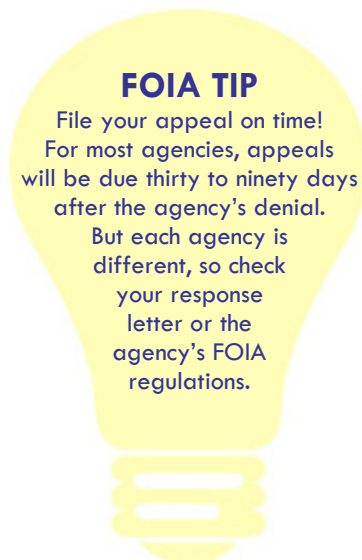 FOIA TIP
File your appeal on time!
For most agencies, appeals
will be due thirty to ninety days
after the agency's denial.
But each agency is
different, so check
your response
letter or the
agency's FOIA
regulations.